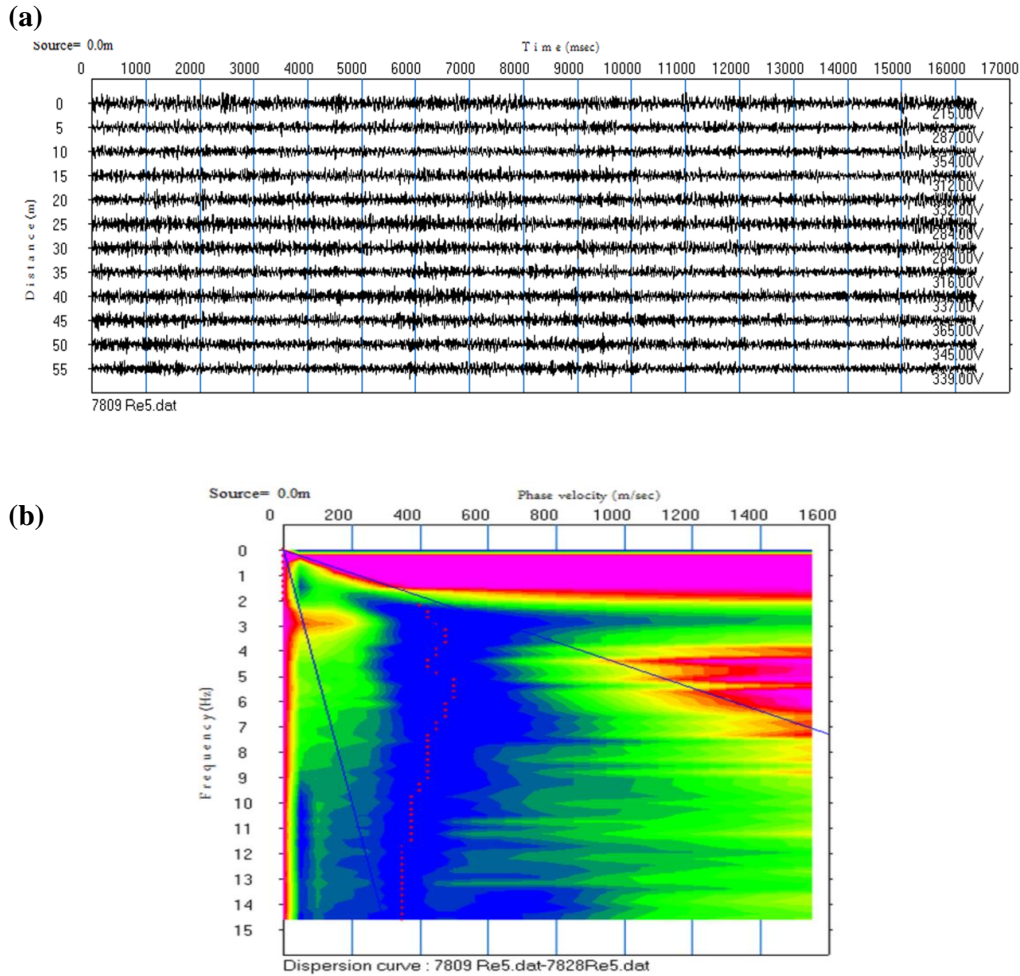 (a)
Source= 0.0m
Time (msec)
0 1000 2000 3000 4000 5000 6000 7000 8000 9000 10000 11000 12000 13000 14000 15000 16000 17000
Distance (m)
0
215.00V
5
287.00V
10
354.00V
15
312.00V
20
332.00V
25
284.00V
30
284.00V
35
316.00V
40
337.00V
45
365.00V
50
345.00V
55
339.00V
7809 Re5.dat
(b)
Source= 0.0m
Phase velocity (m/sec)
0 200 400 600 800 1000 1200 1400 1600
Frequency (Hz)
0
1
2
3
4
5
6
7
8
9
10
11
12
13
14
15
Dispersion curve : 7809 Re5.dat-7828Re5.dat